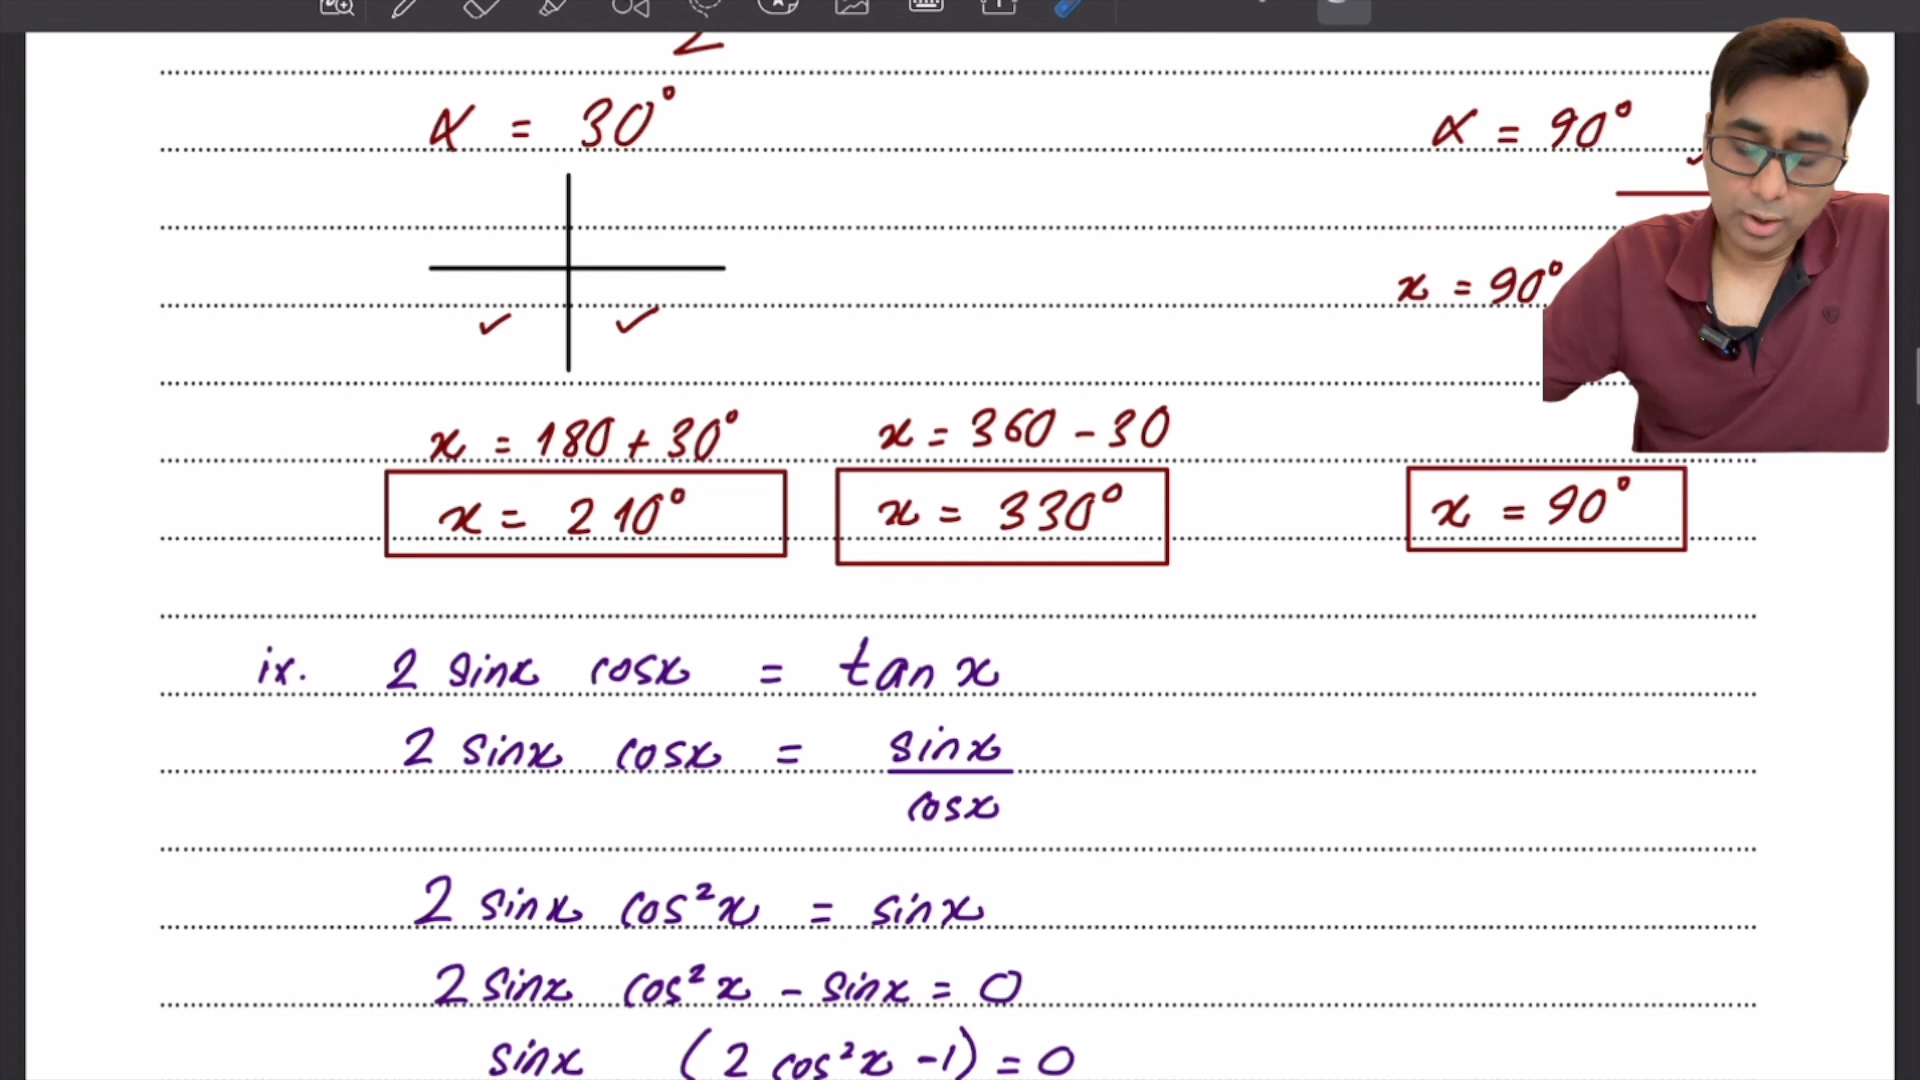 α = 30° α = 90°
x = 90°
x = 180 + 30° x = 360 - 30
x = 210° x = 330° x = 90°
ix. 2 sinx cosx = tan x
2 sinx cosx = sinx/cosx
2 sinx cos²x = sinx
2 sinx cos²x - sinx = 0
sinx (2 cos²x - 1) = 0